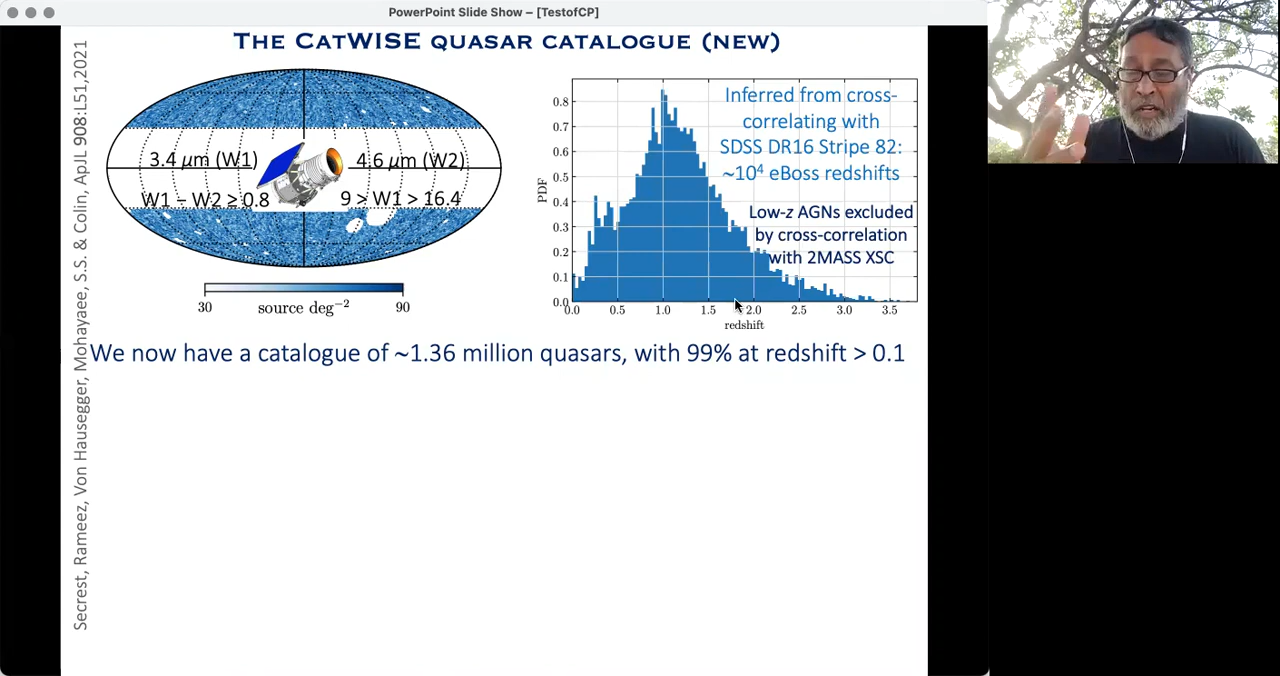 PowerPoint Slide Show – [TestofCP]
THE CATWISE QUASAR CATALOGUE (NEW)
Secrest, Rameez, Von Hausegger, Mohayaee, S.S. & Colin, ApJL 908:L51,2021
3.4 μm (W1)
4.6 μm (W2)
W1 – W2 ≥ 0.8
9 > W1 > 16.4
30
source deg⁻²
90
Inferred from cross-
correlating with
SDSS DR16 Stripe 82:
~10⁴ eBoss redshifts
Low-z AGNs excluded
by cross-correlation
with 2MASS XSC
PDF
0.8
0.7
0.6
0.5
0.4
0.3
0.2
0.1
0.0
0.0 0.5 1.0 1.5 2.0 2.5 3.0 3.5
redshift
We now have a catalogue of ~1.36 million quasars, with 99% at redshift > 0.1